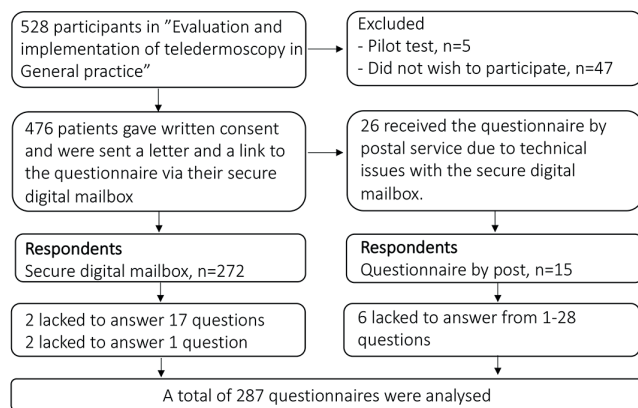 528 participants in ”Evaluation and
implementation of teledermoscopy in
General practice”
Excluded
- Pilot test, n=5
- Did not wish to participate, n=47
476 patients gave written consent
and were sent a letter and a link to
the questionnaire via their secure
digital mailbox
26 received the questionnaire by
postal service due to technical
issues with the secure digital
mailbox.
Respondents
Secure digital mailbox, n=272
Respondents
Questionnaire by post, n=15
2 lacked to answer 17 questions
2 lacked to answer 1 question
6 lacked to answer from 1-28
questions
A total of 287 questionnaires were analysed